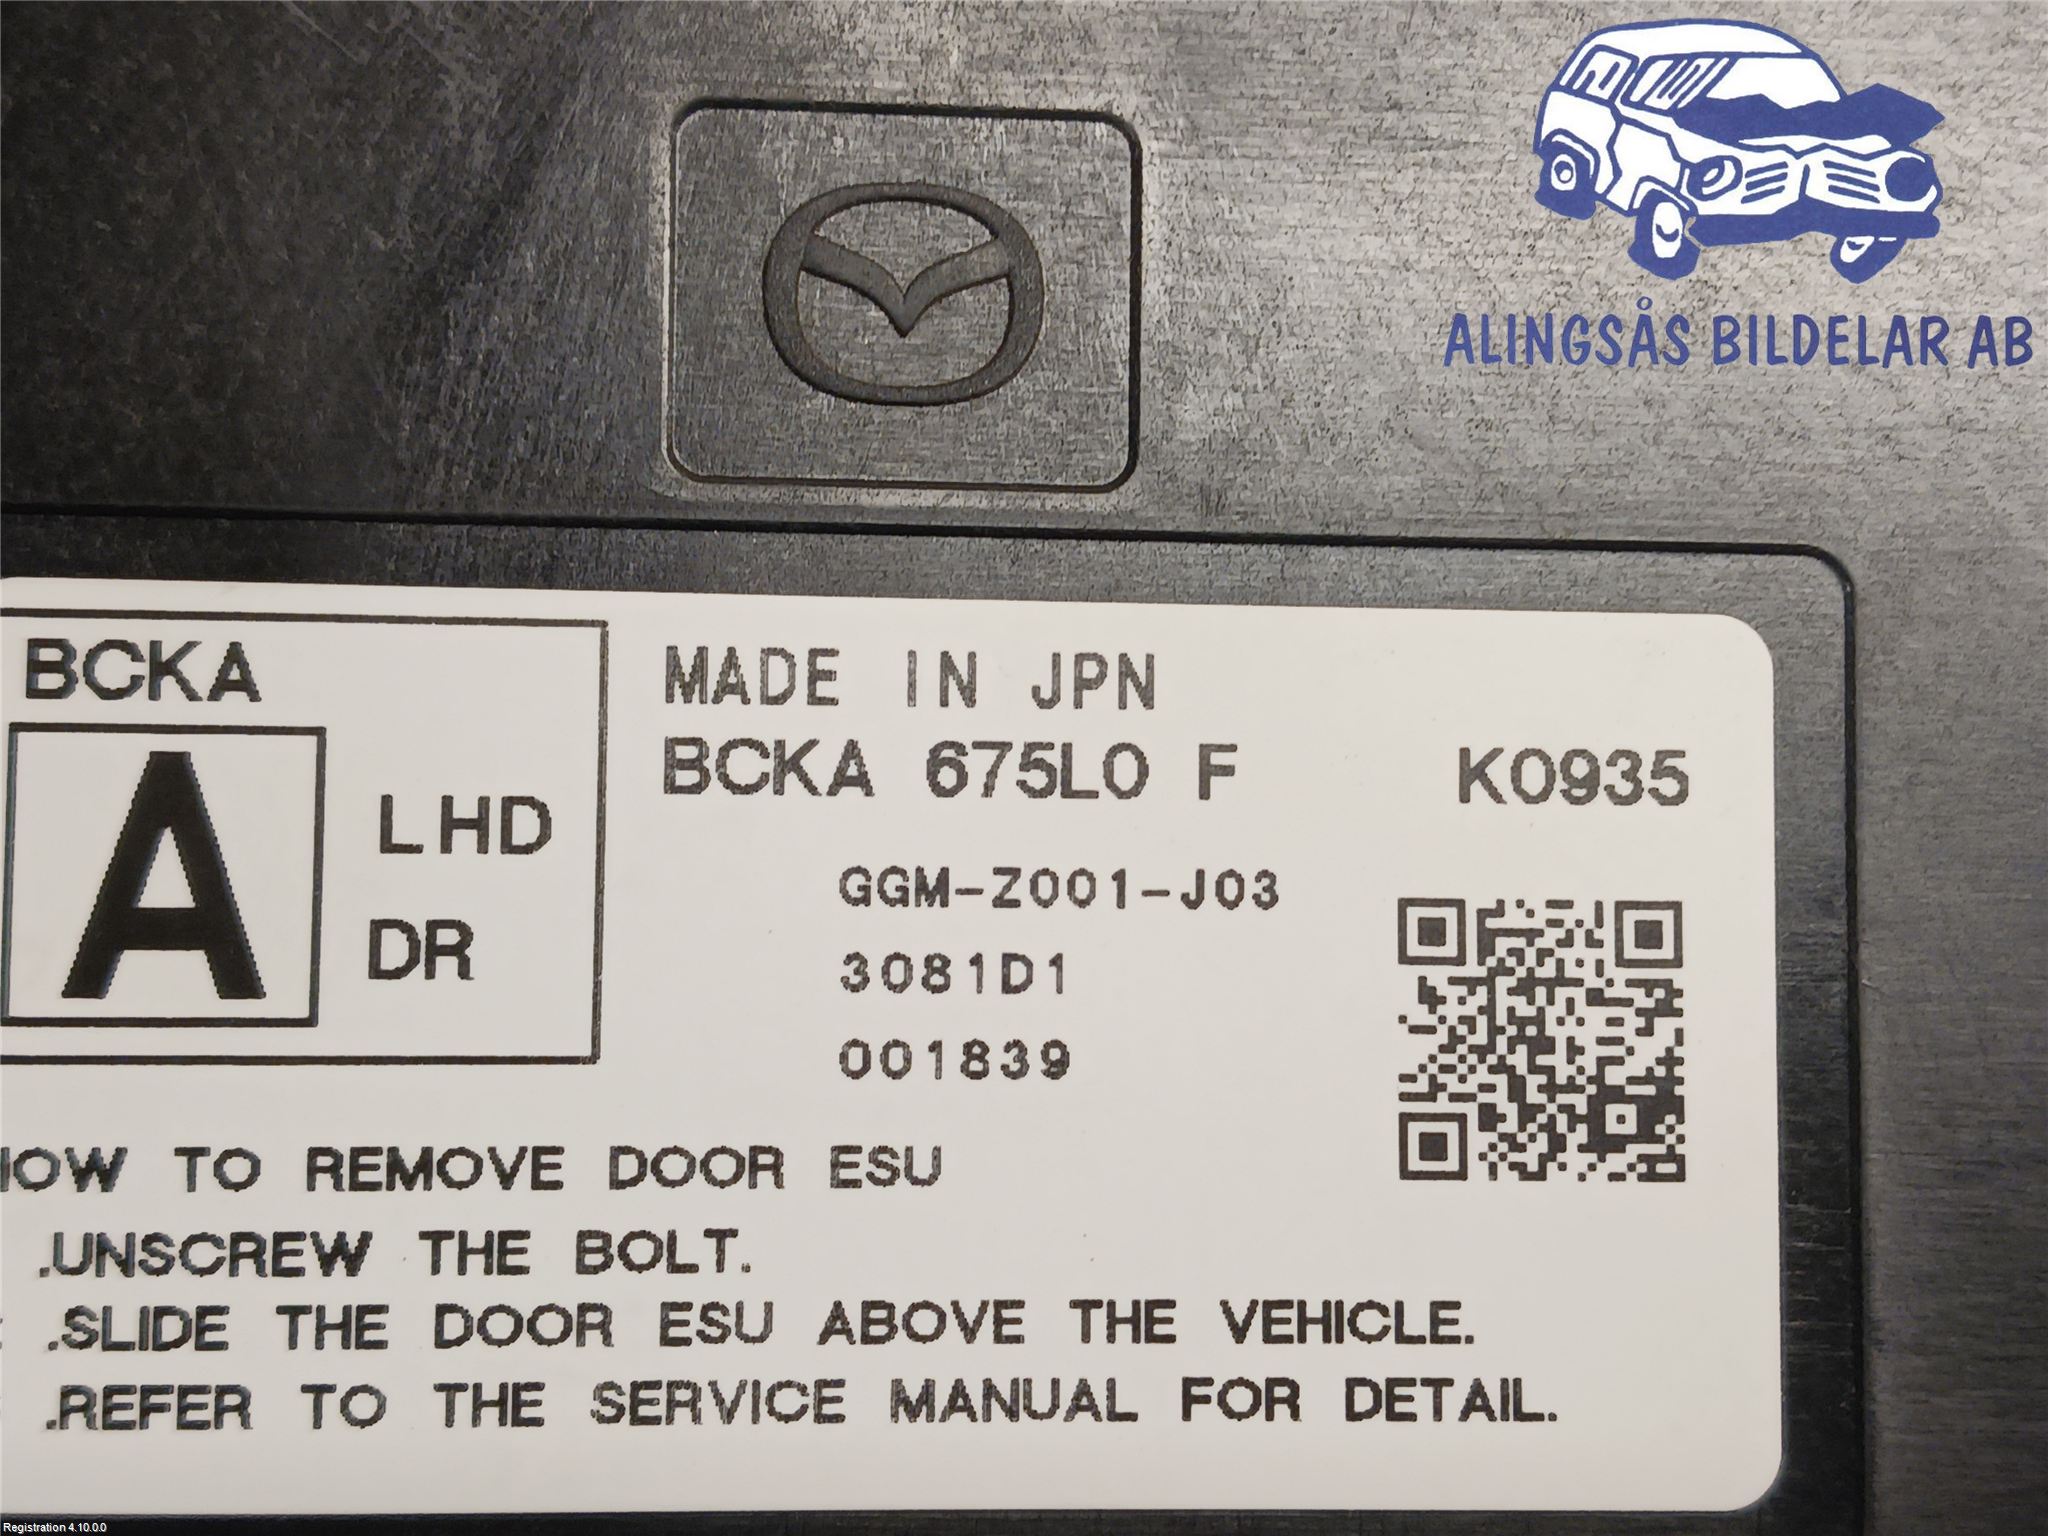 ALINGSÅS BILDELAR AB
BCKA
A
LHD
DR
MADE IN JPN
BCKA 675L0 F K0935
GGM-Z001-J03
3081D1
001839
TO REMOVE DOOR ESU
.UNSCREW THE BOLT.
.SLIDE THE DOOR ESU ABOVE THE VEHICLE.
.REFER TO THE SERVICE MANUAL FOR DETAIL.
Registration 4.10.0.0